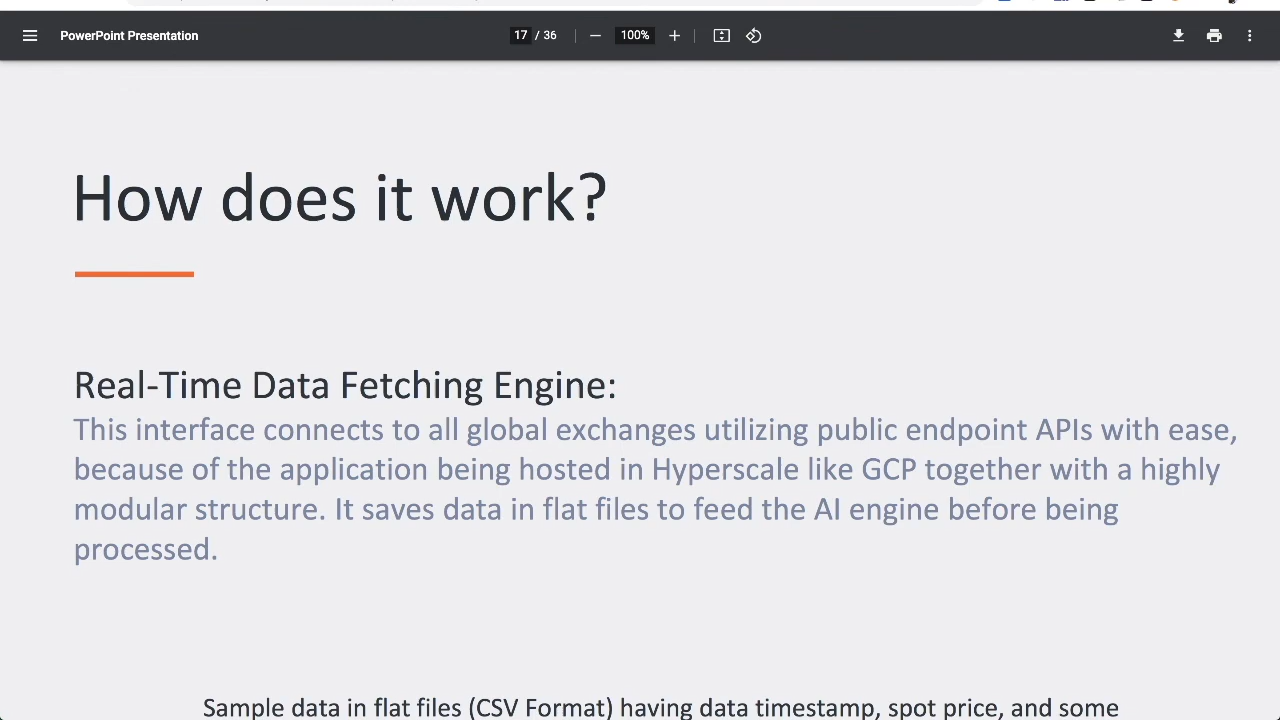 PowerPoint Presentation
17 / 36
100%
How does it work?
Real-Time Data Fetching Engine:
This interface connects to all global exchanges utilizing public endpoint APIs with ease,
because of the application being hosted in Hyperscale like GCP together with a highly
modular structure. It saves data in flat files to feed the AI engine before being
processed.
Sample data in flat files (CSV Format) having data timestamp, spot price, and some